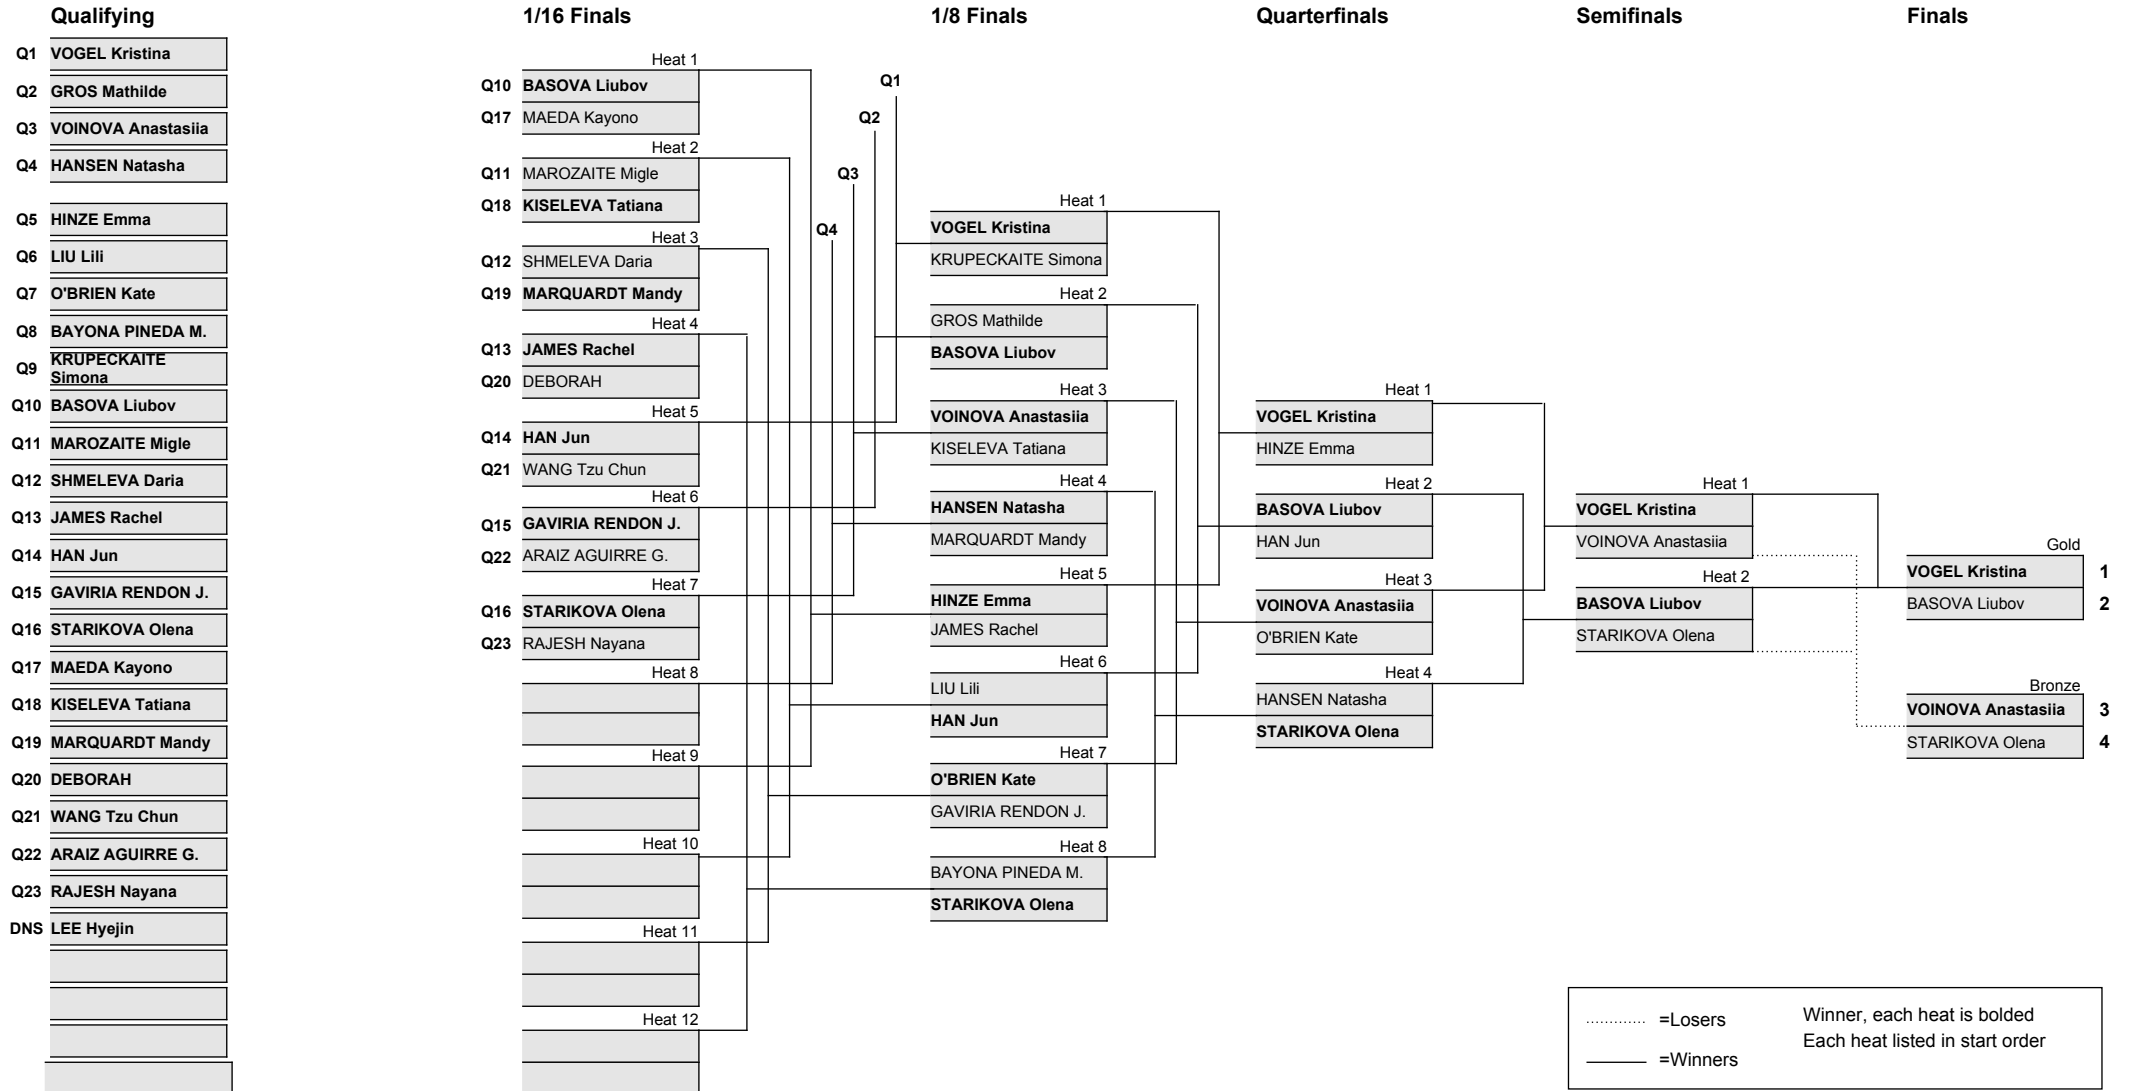 Qualifying
1/16 Finals
1/8 Finals
Quarterfinals
Semifinals
Finals
Q1 VOGEL Kristina
Q2 GROS Mathilde
Q3 VOINOVA Anastasiia
Q4 HANSEN Natasha
Q5 HINZE Emma
Q6 LIU Lili
Q7 O'BRIEN Kate
Q8 BAYONA PINEDA M.
Q9 KRUPECKAITE
Simona
Q10 BASOVA Liubov
Q11 MAROZAITE Migle
Q12 SHMELEVA Daria
Q13 JAMES Rachel
Q14 HAN Jun
Q15 GAVIRIA RENDON J.
Q16 STARIKOVA Olena
Q17 MAEDA Kayono
Q18 KISELEVA Tatiana
Q19 MARQUARDT Mandy
Q20 DEBORAH
Q21 WANG Tzu Chun
Q22 ARAIZ AGUIRRE G.
Q23 RAJESH Nayana
DNS LEE Hyejin
Heat 1
Q10 BASOVA Liubov
Q17 MAEDA Kayono
Heat 2
Q11 MAROZAITE Migle
Q18 KISELEVA Tatiana
Heat 3
Q12 SHMELEVA Daria
Q19 MARQUARDT Mandy
Heat 4
Q13 JAMES Rachel
Q20 DEBORAH
Heat 5
Q14 HAN Jun
Q21 WANG Tzu Chun
Heat 6
Q15 GAVIRIA RENDON J.
Q22 ARAIZ AGUIRRE G.
Heat 7
Q16 STARIKOVA Olena
Q23 RAJESH Nayana
Heat 8
Heat 9
Heat 10
Heat 11
Heat 12
Q1
Q2
Q3
Q4
Heat 1
VOGEL Kristina
KRUPECKAITE Simona
Heat 2
GROS Mathilde
BASOVA Liubov
Heat 3
VOINOVA Anastasiia
KISELEVA Tatiana
Heat 4
HANSEN Natasha
MARQUARDT Mandy
Heat 5
HINZE Emma
JAMES Rachel
Heat 6
LIU Lili
HAN Jun
Heat 7
O'BRIEN Kate
GAVIRIA RENDON J.
Heat 8
BAYONA PINEDA M.
STARIKOVA Olena
Heat 1
VOGEL Kristina
HINZE Emma
Heat 2
BASOVA Liubov
HAN Jun
Heat 3
VOINOVA Anastasiia
O'BRIEN Kate
Heat 4
HANSEN Natasha
STARIKOVA Olena
Heat 1
VOGEL Kristina
VOINOVA Anastasiia
Heat 2
BASOVA Liubov
STARIKOVA Olena
Gold
VOGEL Kristina 1
BASOVA Liubov 2
Bronze
VOINOVA Anastasiia 3
STARIKOVA Olena 4
=Losers
=Winners
Winner, each heat is bolded
Each heat listed in start order